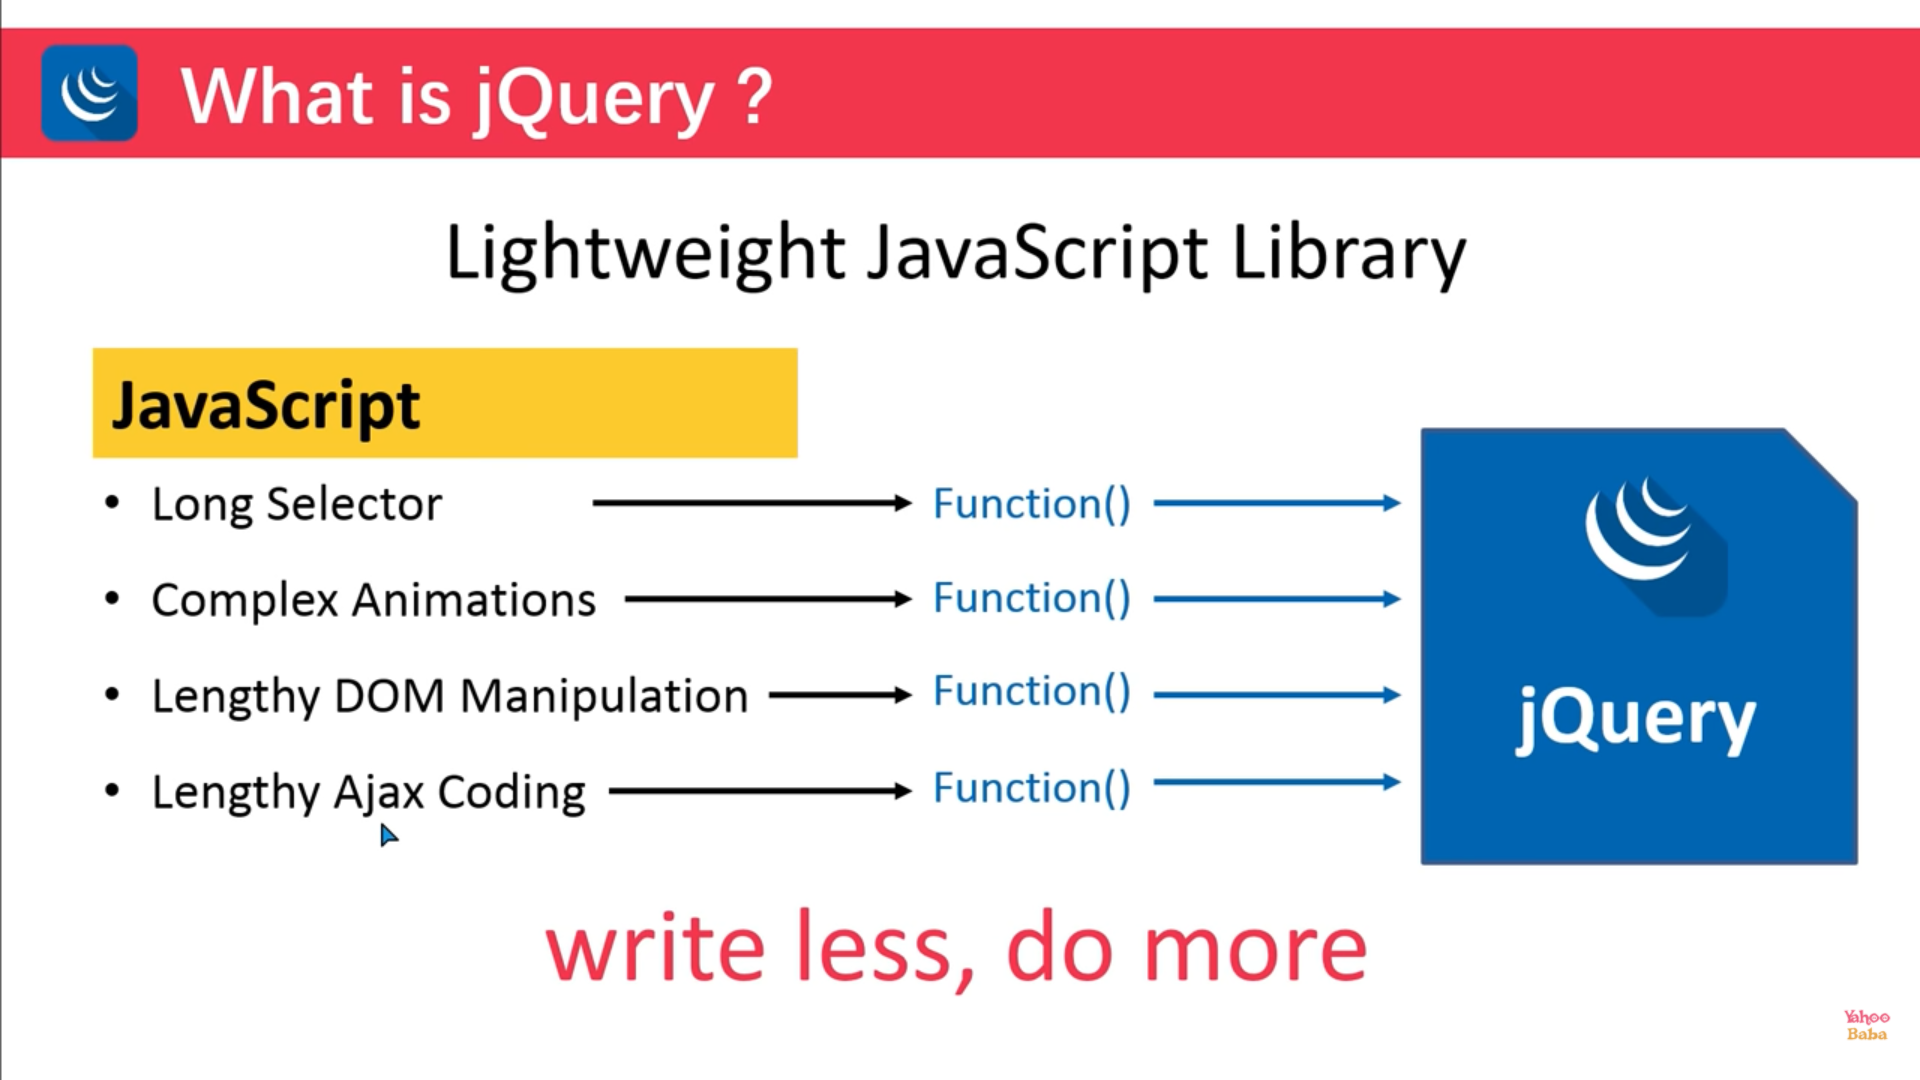 What is jQuery ?
Lightweight JavaScript Library
JavaScript
• Long Selector Function()
• Complex Animations Function()
• Lengthy DOM Manipulation Function()
• Lengthy Ajax Coding Function()
jQuery
write less, do more
Yahoo
Baba